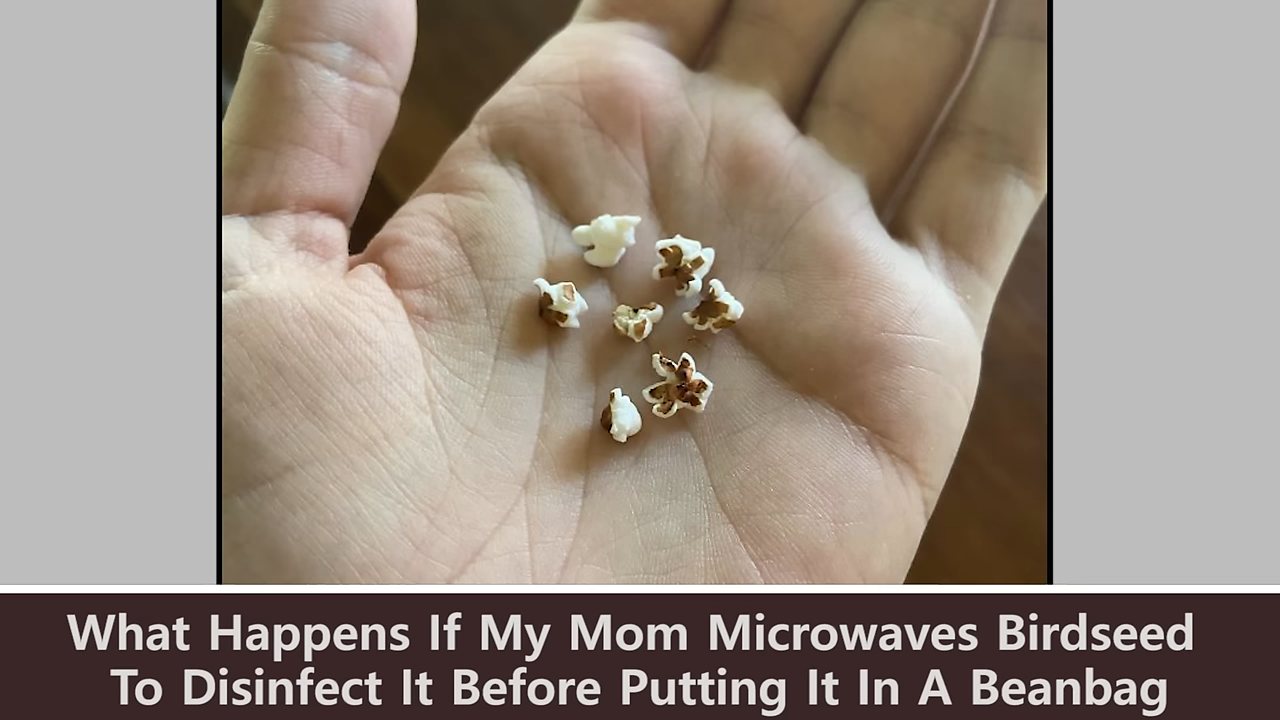 What Happens If My Mom Microwaves Birdseed
To Disinfect It Before Putting It In A Beanbag